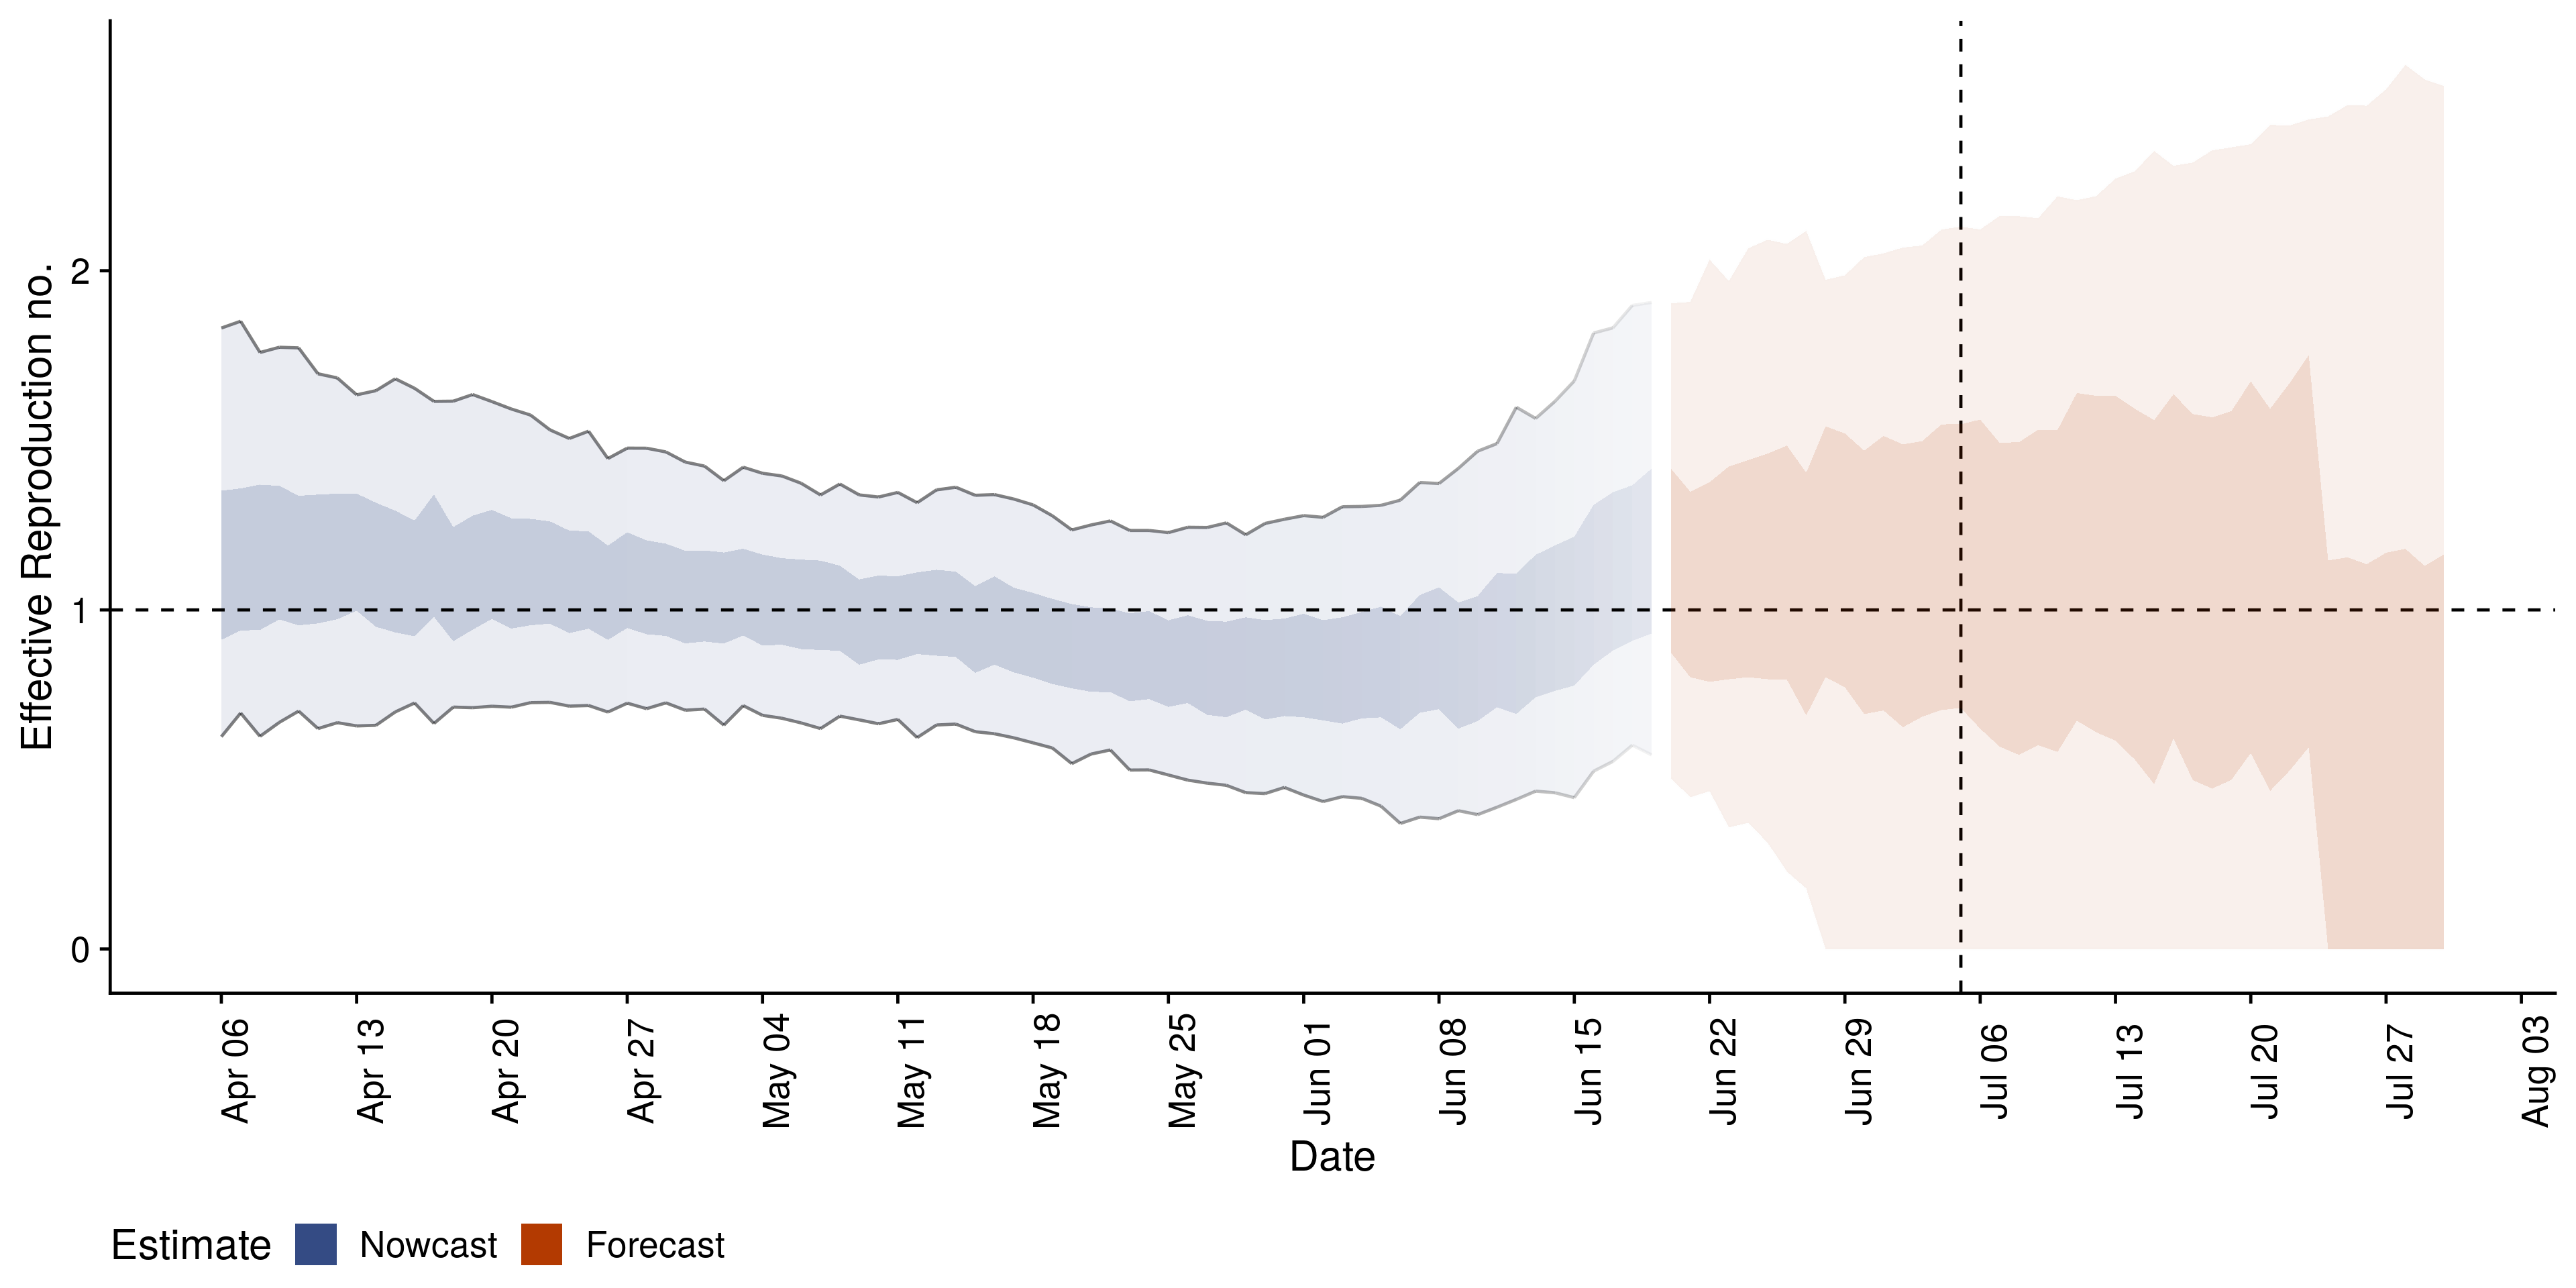 Effective Reproduction no.
2
1
0
Apr 06
Apr 13
Apr 20
Apr 27
May 04
May 11
May 18
May 25
Jun 01
Jun 08
Jun 15
Jun 22
Jun 29
Jul 06
Jul 13
Jul 20
Jul 27
Aug 03
Date
Estimate Nowcast Forecast